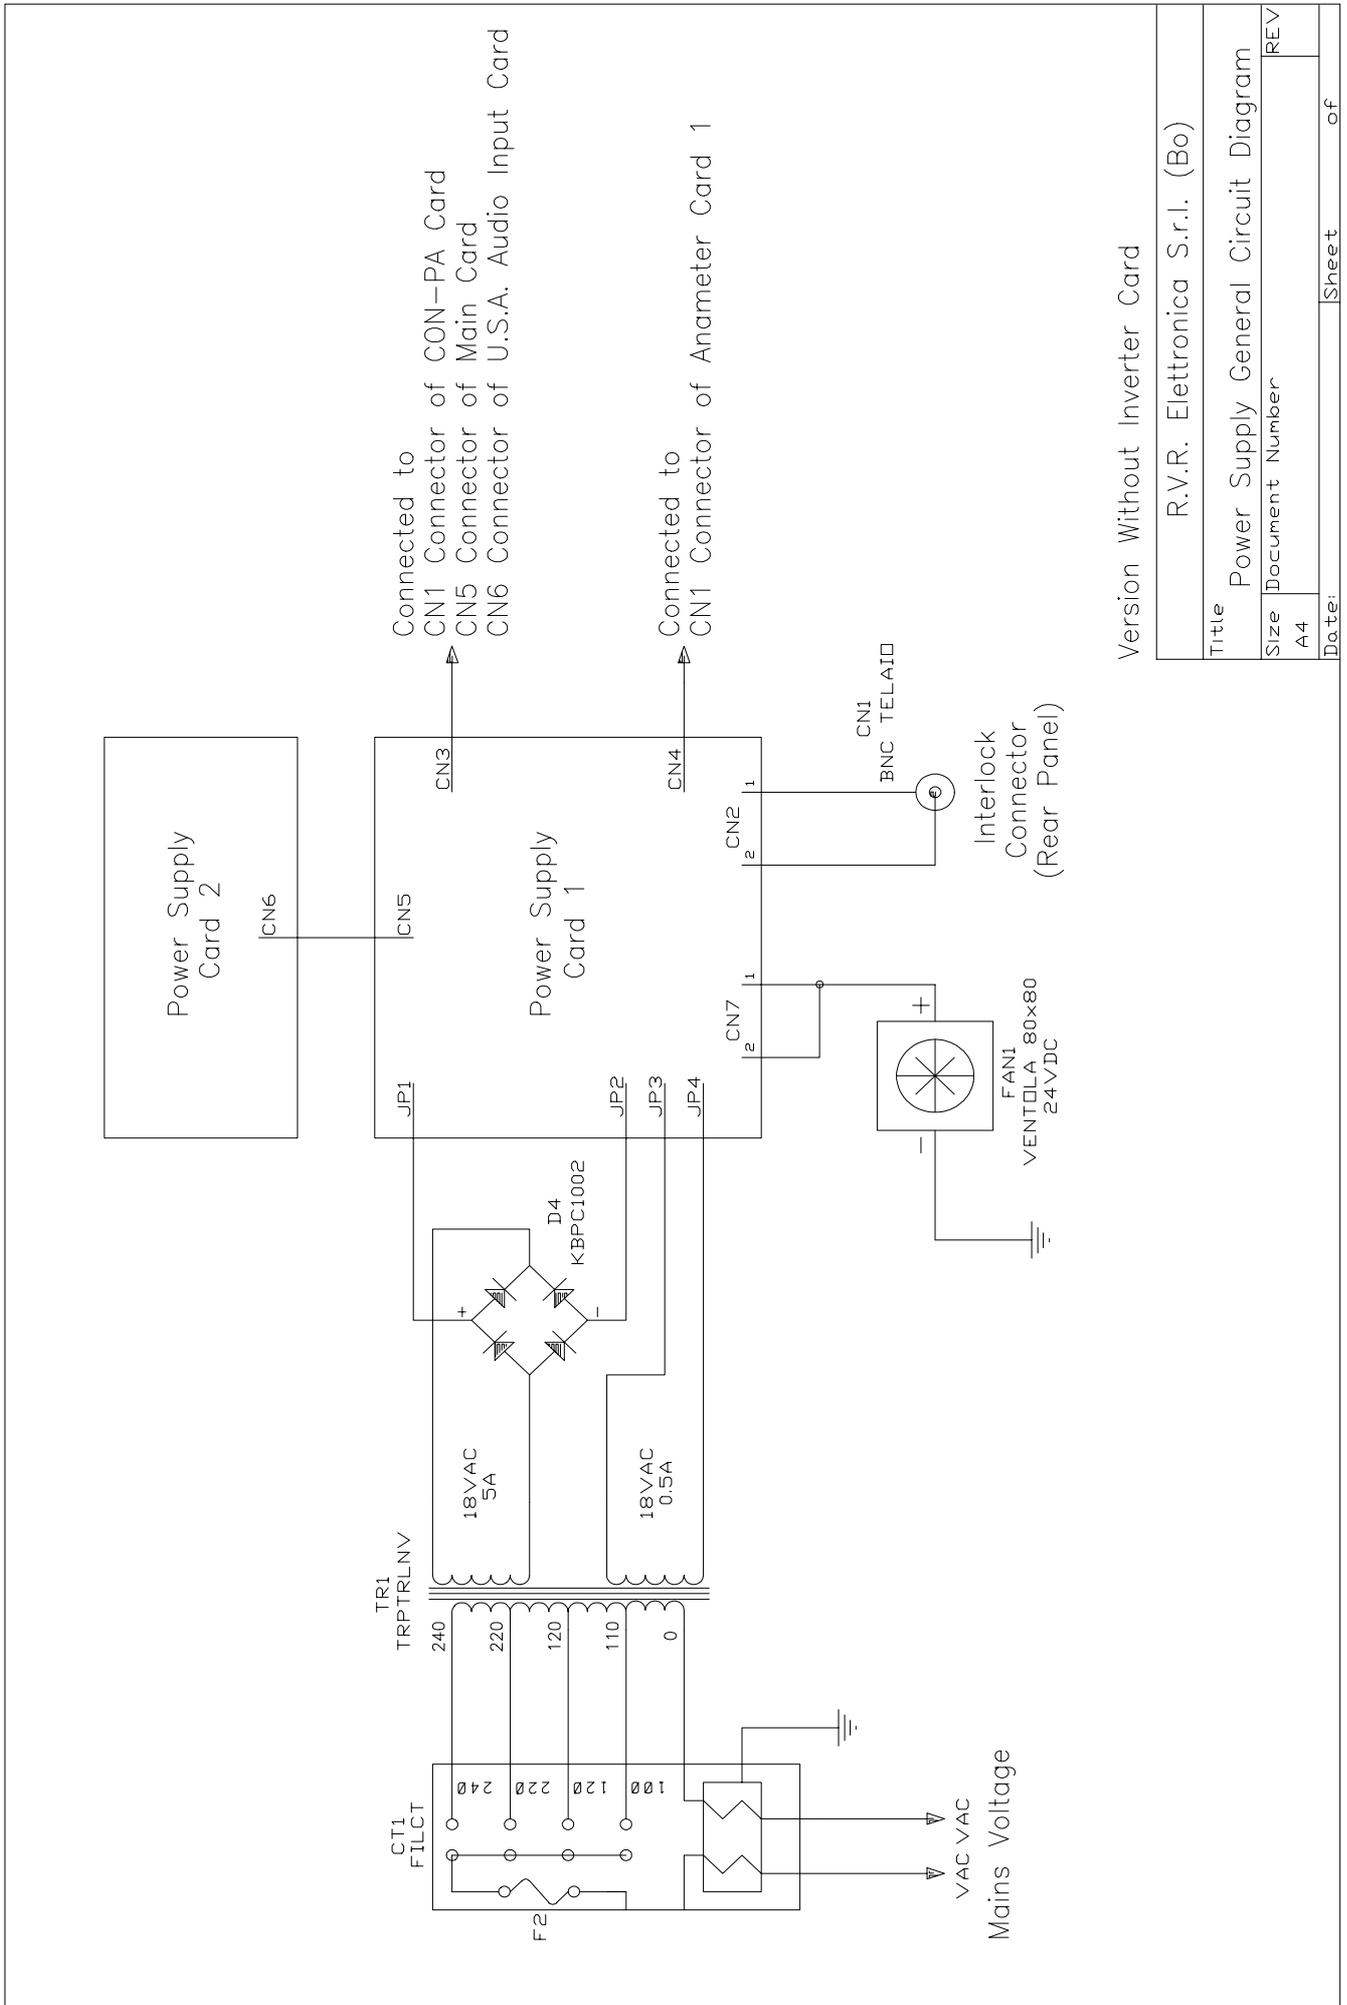 Power Supply
Card 2
CN6
CN5
Power Supply
Card 1
CN3
CN4
JP1
JP2
JP3
JP4
CN7
2
1
CN2
2
1
Connected to
CN1 Connector of CON-PA Card
CN5 Connector of Main Card
CN6 Connector of U.S.A. Audio Input Card
Connected to
CN1 Connector of Anameter Card 1
CN1
BNC TELAIO
Interlock
Connector
(Rear Panel)
+
-
FAN1
VENTOLA 80x80
24VDC
D4
KBPC1002
+
-
18VAC
5A
18VAC
0.5A
TR1
TRPTRLNV
240
220
120
110
0
CT1
FILCT
240
220
120
100
F2
VAC VAC
Mains Voltage
Version Without Inverter Card
R.V.R. Elettronica S.r.l. (Bo)
Title
Power Supply General Circuit Diagram
Size Document Number REV
A4
Date: Sheet of